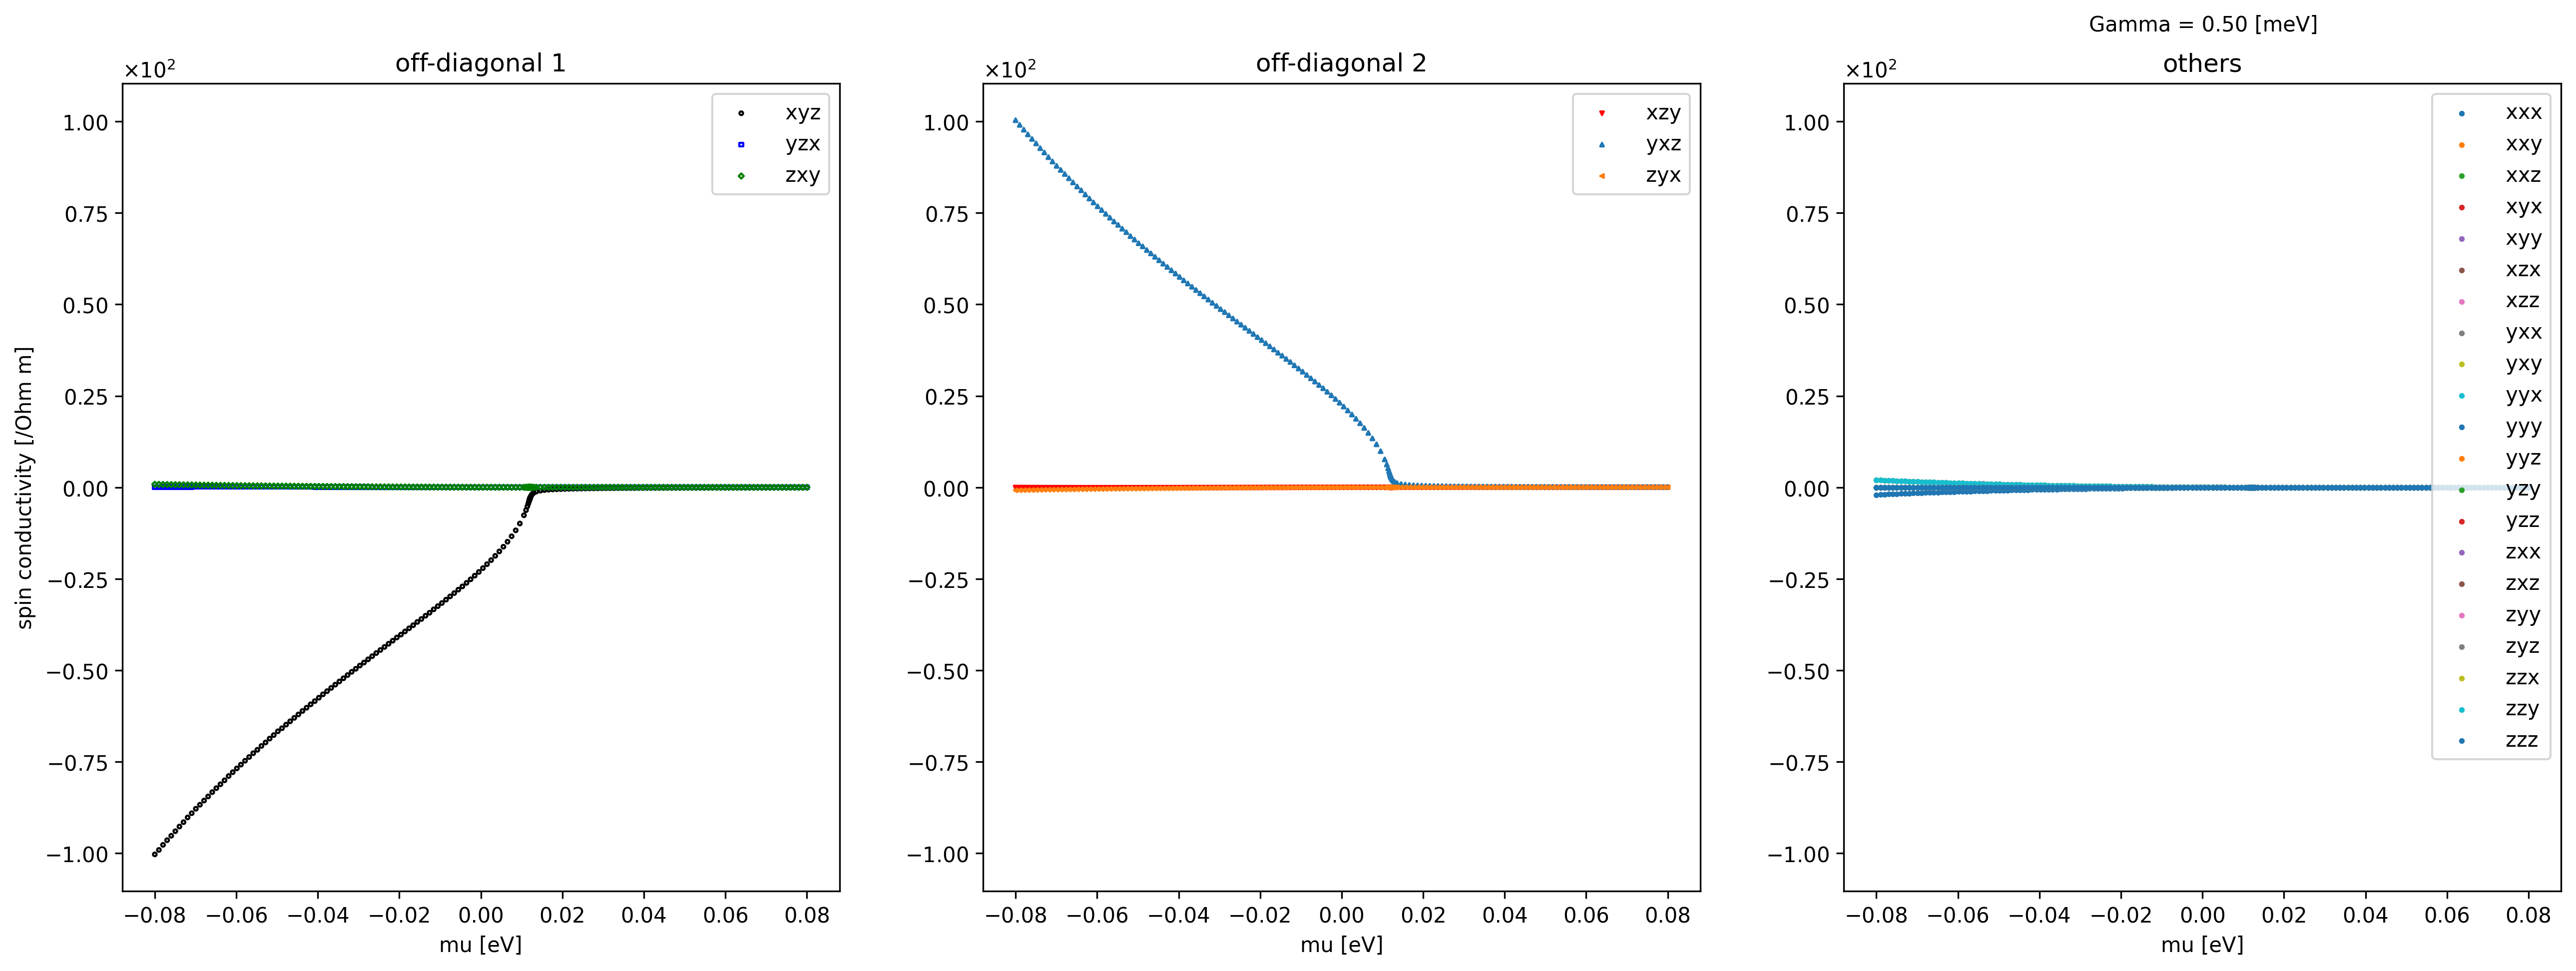 Gamma = 0.50 [meV]
off-diagonal 1
×10²
1.00
0.75
0.50
0.25
0.00
−0.25
−0.50
−0.75
−1.00
spin conductivity [/Ohm m]
xyz
yzx
zxy
−0.08 −0.06 −0.04 −0.02 0.00 0.02 0.04 0.06 0.08
mu [eV]
off-diagonal 2
×10²
1.00
0.75
0.50
0.25
0.00
−0.25
−0.50
−0.75
−1.00
xzy
yxz
zyx
−0.08 −0.06 −0.04 −0.02 0.00 0.02 0.04 0.06 0.08
mu [eV]
others
×10²
1.00
0.75
0.50
0.25
0.00
−0.25
−0.50
−0.75
−1.00
xxx
xxy
xxz
xyx
xyy
xzx
xzz
yxx
yxy
yyx
yyy
yyz
yzy
yzz
zxx
zxz
zyy
zyz
zzx
zzy
zzz
−0.08 −0.06 −0.04 −0.02 0.00 0.02 0.04 0.06 0.08
mu [eV]